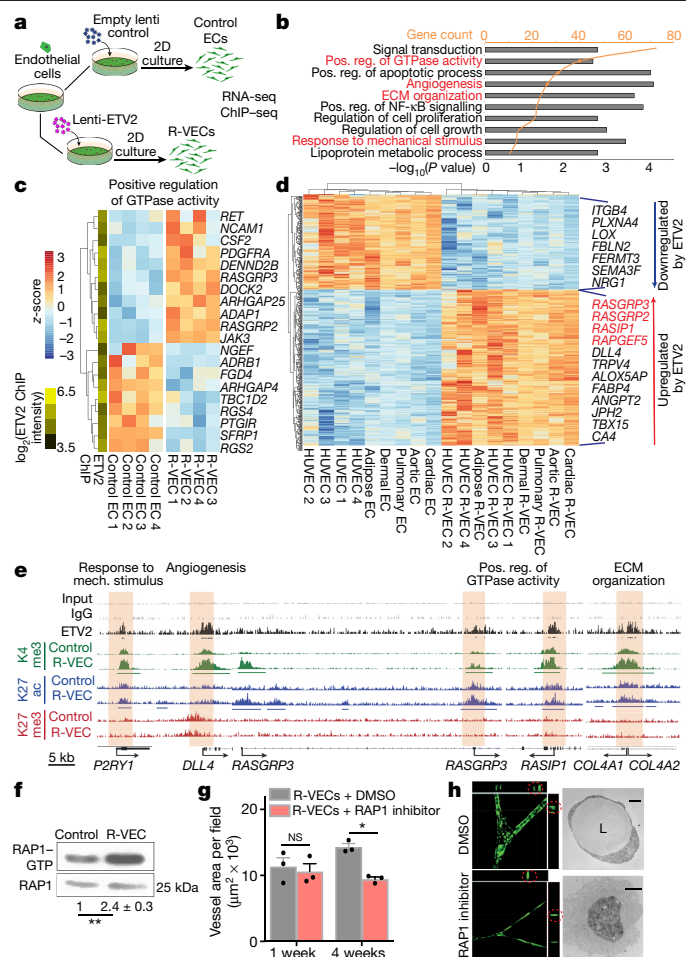 a
Empty lenti
control
Control
ECs
Endothelial
cells
2D
culture
RNA-seq
ChIP–seq
Lenti-ETV2
R-VECs
2D
culture
b
Gene count
0 10 20 30 40 50 60 70 80
Signal transduction
Pos. reg. of GTPase activity
Pos. reg. of apoptotic process
Angiogenesis
ECM organization
Pos. reg. of NF-κB signalling
Regulation of cell proliferation
Regulation of cell growth
Response to mechanical stimulus
Lipoprotein metabolic process
–log10(P value) 0 1 2 3 4
c
Positive regulation
of GTPase activity
RET
NCAM1
CSF2
PDGFRA
DENND2B
RASGRP3
DOCK2
ARHGAP25
ADAP1
RASGRP2
JAK3
NGEF
ADRB1
FGD4
ARHGAP4
TBC1D2
RGS4
PTGIR
SFRP1
RGS2
z-score
3
2
1
0
−1
−2
−3
log2(ETV2 ChIP
intensity)
6.5
3.5
ETV2
ChIP
Control EC 1
Control EC 2
Control EC 3
Control EC 4
R-VEC 1
R-VEC 2
R-VEC 4
R-VEC 3
d
ITGB4
PLXNA4
LOX
FBLN2
FERMT3
SEMA3F
NRG1
Downregulated
by ETV2
RASGRP3
RASGRP2
RASIP1
RAPGEF5
DLL4
TRPV4
ALOX5AP
FABP4
ANGPT2
JPH2
TBX15
CA4
Upregulated
by ETV2
HUVEC 2
HUVEC 3
HUVEC 1
HUVEC 4
Adipose EC
Dermal EC
Pulmonary EC
Cardiac EC
HUVEC R-VEC 2
HUVEC R-VEC 4
Adipose R-VEC
HUVEC R-VEC 3
HUVEC R-VEC 1
Dermal R-VEC
Pulmonary R-VEC
Aortic R-VEC
Cardiac R-VEC
e
Response to
mech. stimulus
Angiogenesis
Pos. reg. of
GTPase activity
ECM
organization
Input
IgG
ETV2
K4
me3
Control
R-VEC
K27
ac
Control
R-VEC
K27
me3
Control
R-VEC
5 kb
P2RY1
DLL4
RASGRP3
RASGRP3
RASIP1
COL4A1 COL4A2
f
Control R-VEC
RAP1–
GTP
RAP1
25 kDa
1 2.4 ± 0.3
**
g
R-VECs + DMSO
R-VECs + RAP1 inhibitor
Vessel area per field
(μm2 × 103)
20
10
0
NS
*
1 week 4 weeks
h
DMSO
L
RAP1 inhibitor